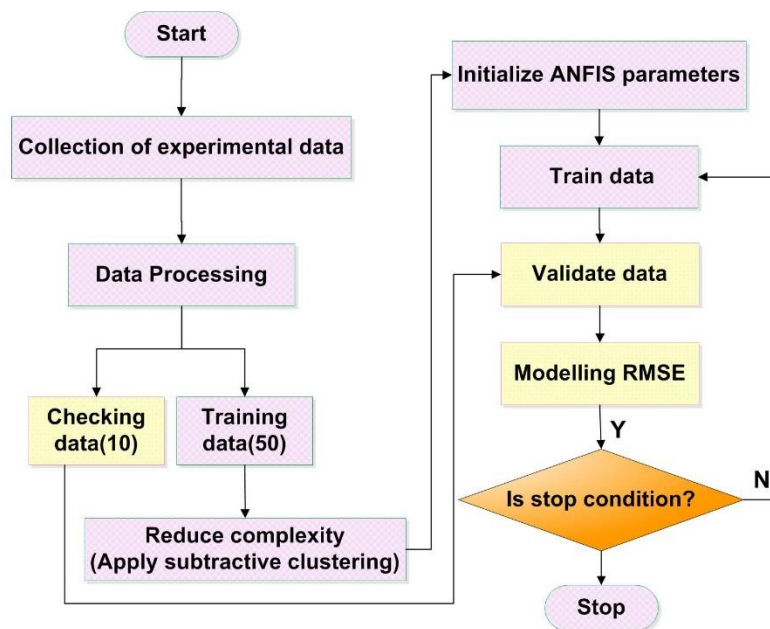 Start
Collection of experimental data
Data Processing
Checking
data(10)
Training
data(50)
Reduce complexity
(Apply subtractive clustering)
Initialize ANFIS parameters
Train data
Validate data
Modelling RMSE
Y
Is stop condition?
N
Stop